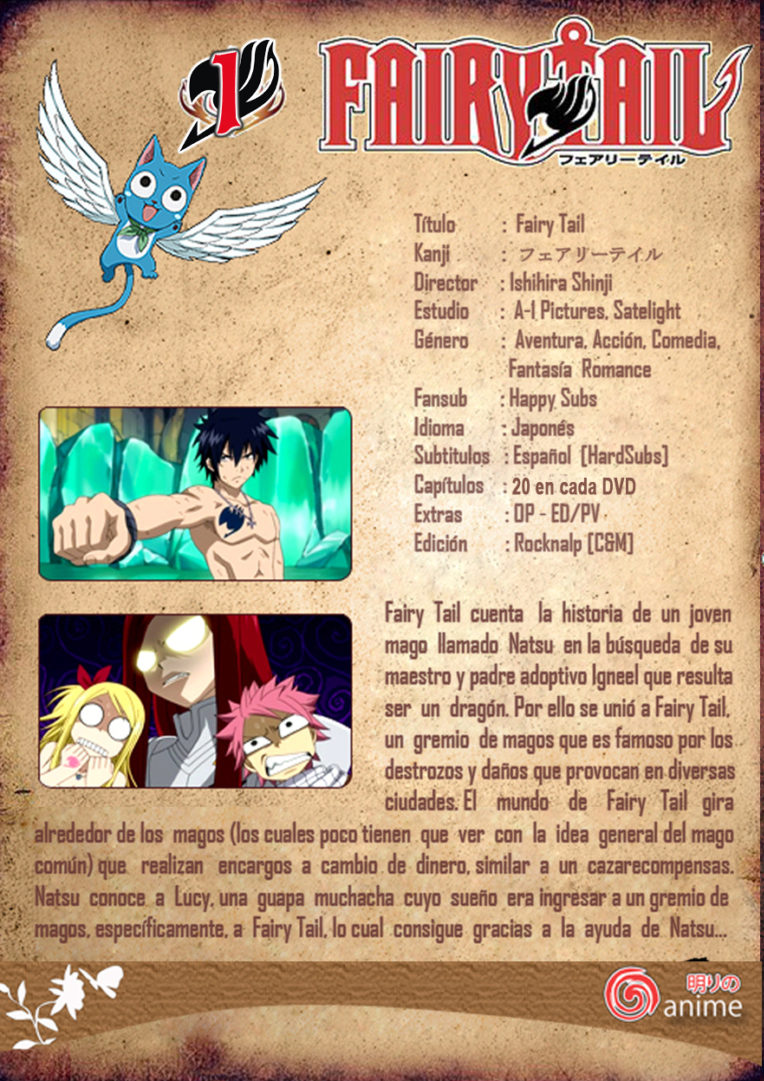 1
FAIRY TAIL
フェアリーテイル
Título : Fairy Tail
Kanji : フェアリーテイル
Director : Ishihira Shinji
Estudio : A-1 Pictures, Satelight
Género : Aventura, Acción, Comedia,
Fantasía Romance
Fansub : Happy Subs
Idioma : Japonés
Subtitulos : Español [HardSubs]
Capítulos : 20 en cada DVD
Extras : OP - ED/PV
Edición : Rocknalp [C&M]
Fairy Tail cuenta la historia de un joven
mago llamado Natsu en la búsqueda de su
maestro y padre adoptivo Igneel que resulta
ser un dragón. Por ello se unió a Fairy Tail,
un gremio de magos que es famoso por los
destrozos y daños que provocan en diversas
ciudades. El mundo de Fairy Tail gira
alrededor de los magos (los cuales poco tienen que ver con la idea general del mago
común) que realizan encargos a cambio de dinero, similar a un cazarecompensas.
Natsu conoce a Lucy, una guapa muchacha cuyo sueño era ingresar a un gremio de
magos, específicamente, a Fairy Tail, lo cual consigue gracias a la ayuda de Natsu...
明りの
anime